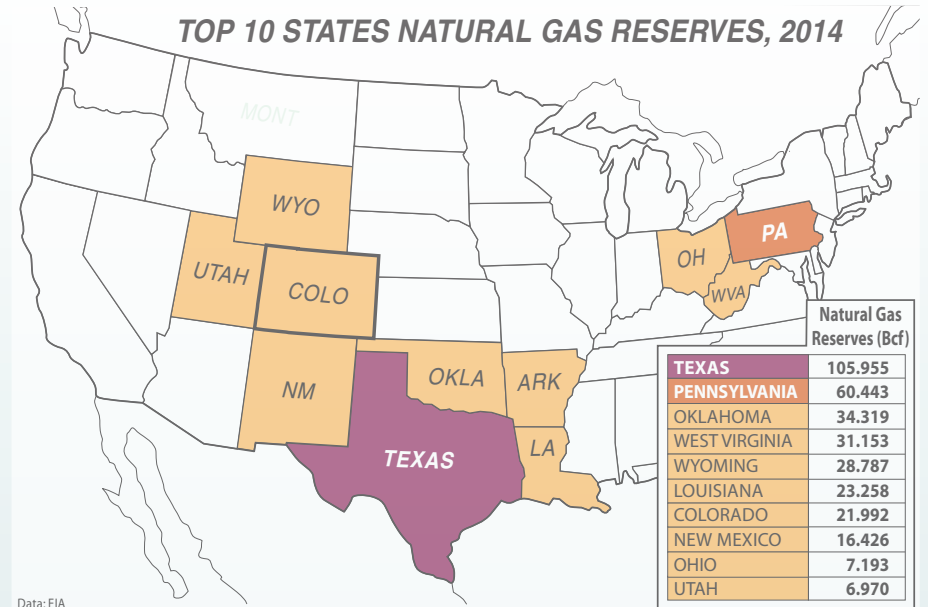 TOP 10 STATES NATURAL GAS RESERVES, 2014
MONT
WYO
UTAH
COLO
NM
OKLA
ARK
TEXAS
LA
OH
PA
WVA
Natural Gas
Reserves (Bcf)
TEXAS 105.955
PENNSYLVANIA 60.443
OKLAHOMA 34.319
WEST VIRGINIA 31.153
WYOMING 28.787
LOUISIANA 23.258
COLORADO 21.992
NEW MEXICO 16.426
OHIO 7.193
UTAH 6.970
Data: EIA